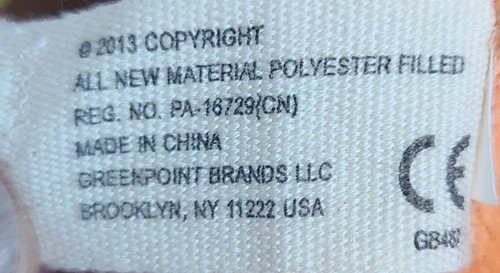 © 2013 COPYRIGHT
ALL NEW MATERIAL POLYESTER FILLED
REG. NO. PA-16729(CN)
MADE IN CHINA
GREENPOINT BRANDS LLC
BROOKLYN, NY 11222 USA
CE